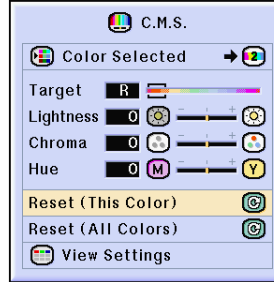 C.M.S.
Color Selected 2
Target R
Lightness 0 - +
Chroma 0 - +
Hue 0 M - + Y
Reset (This Color)
Reset (All Colors)
View Settings